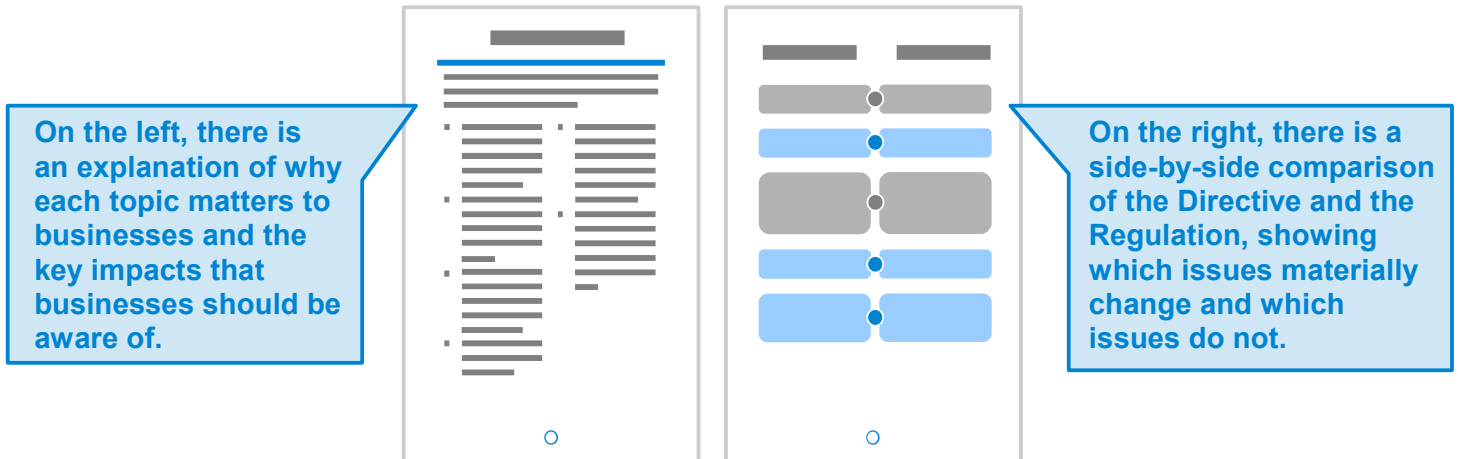 On the left, there is
an explanation of why
each topic matters to
businesses and the
key impacts that
businesses should be
aware of.
On the right, there is a
side-by-side comparison
of the Directive and the
Regulation, showing
which issues materially
change and which
issues do not.